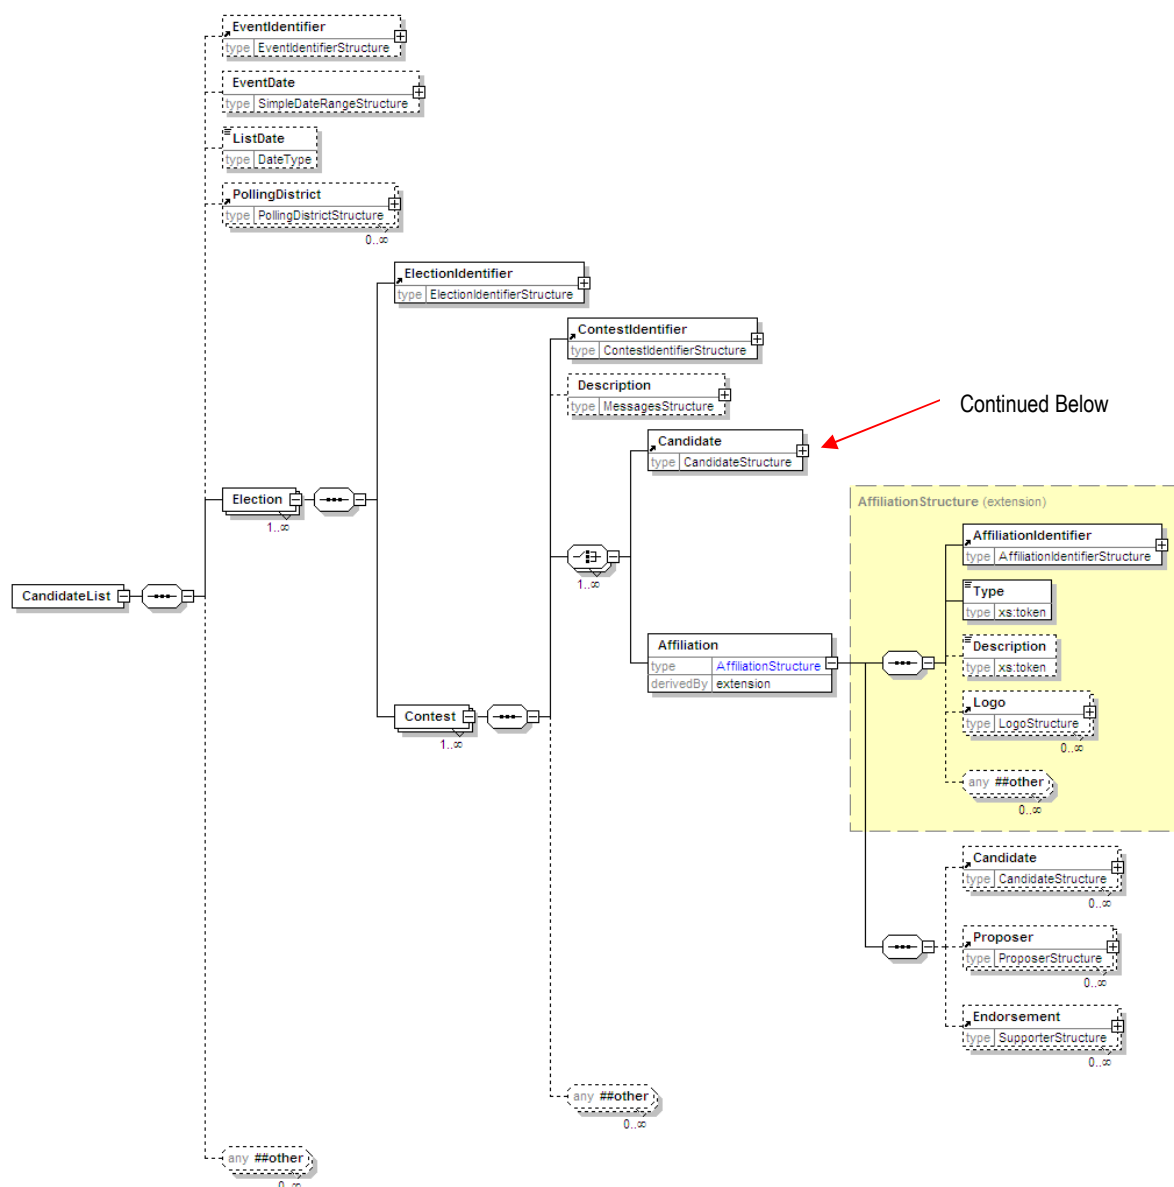 EventIdentifier
type EventIdentifierStructure
EventDate
type SimpleDateRangeStructure
ListDate
type DateType
PollingDistrict
type PollingDistrictStructure
0..∞
ElectionIdentifier
type ElectionIdentifierStructure
ContestIdentifier
type ContestIdentifierStructure
Description
type MessagesStructure
Continued Below
Candidate
type CandidateStructure
Election
1..∞
AffiliationStructure (extension)
AffiliationIdentifier
type AffiliationIdentifierStructure
1..∞
CandidateList
Type
type xs:token
Affiliation
type AffiliationStructure
derivedBy extension
Description
type xs:token
Contest
1..∞
Logo
type LogoStructure
0..∞
any ##other
0..∞
Candidate
type CandidateStructure
0..∞
Proposer
type ProposerStructure
0..∞
Endorsement
type SupporterStructure
0..∞
any ##other
0..∞
any ##other
0..∞